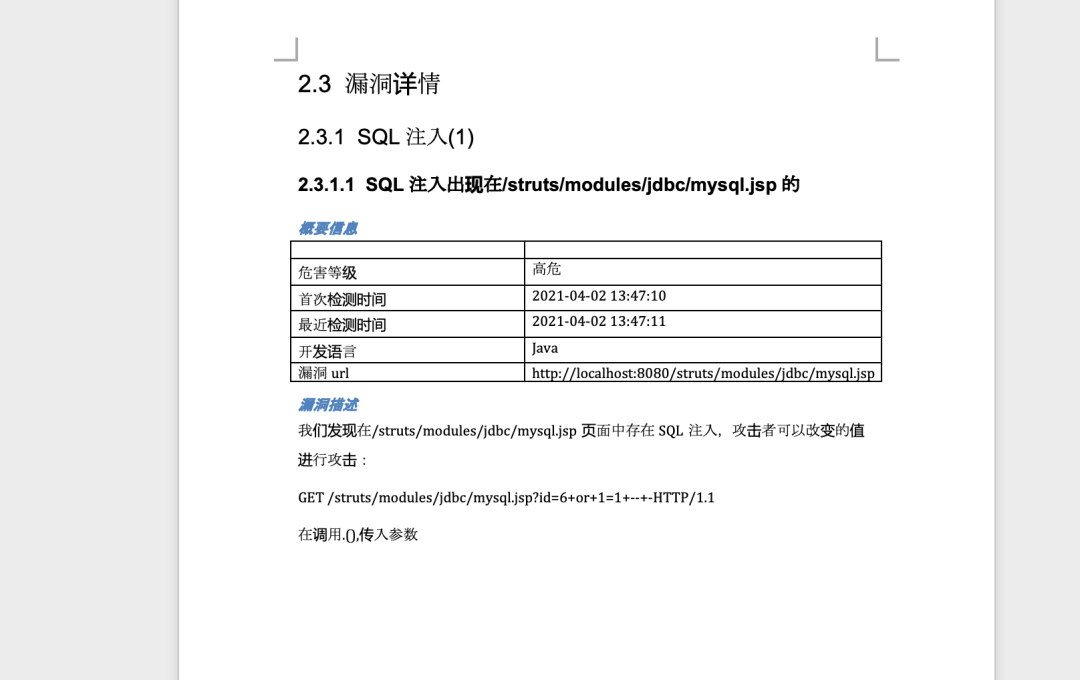 2.3 漏洞详情
2.3.1 SQL 注入(1)
2.3.1.1 SQL 注入出现在/struts/modules/jdbc/mysql.jsp 的
概要信息
危害等级 高危
首次检测时间 2021-04-02 13:47:10
最近检测时间 2021-04-02 13:47:11
开发语言 Java
漏洞 url http://localhost:8080/struts/modules/jdbc/mysql.jsp
漏洞描述
我们发现在/struts/modules/jdbc/mysql.jsp 页面中存在 SQL 注入，攻击者可以改变的值
进行攻击：
GET /struts/modules/jdbc/mysql.jsp?id=6+or+1=1+--+-HTTP/1.1
在调用.(),传入参数